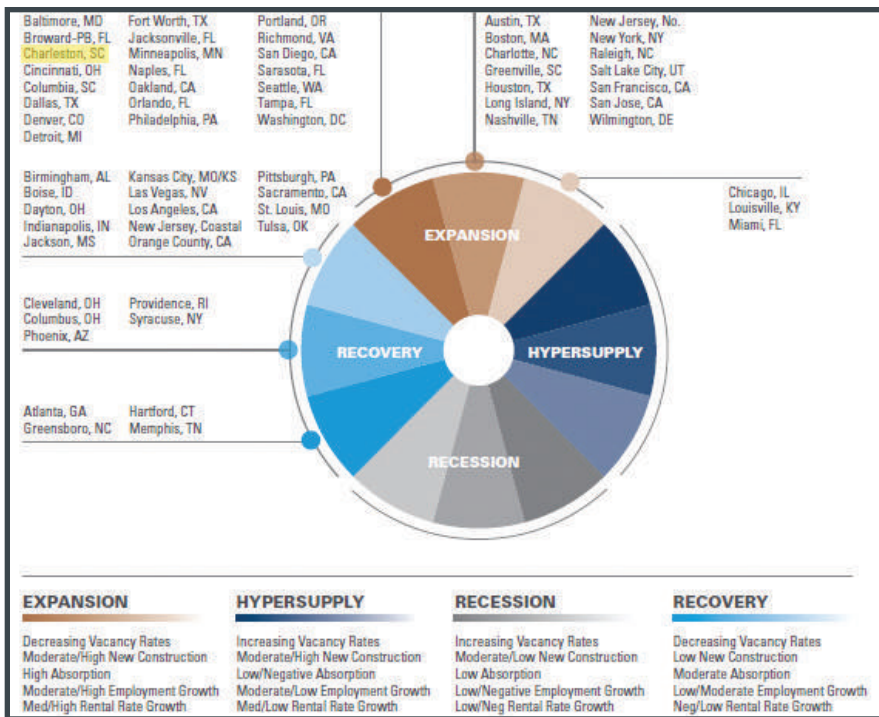 Baltimore, MD Fort Worth, TX Portland, OR
Broward-PB, FL Jacksonville, FL Richmond, VA
Charleston, SC Minneapolis, MN San Diego, CA
Cincinnati, OH Naples, FL Sarasota, FL
Columbia, SC Oakland, CA Seattle, WA
Dallas, TX Orlando, FL Tampa, FL
Denver, CO Philadelphia, PA Washington, DC
Detroit, MI
Austin, TX New Jersey, No.
Boston, MA New York, NY
Charlotte, NC Raleigh, NC
Greenville, SC Salt Lake City, UT
Houston, TX San Francisco, CA
Long Island, NY San Jose, CA
Nashville, TN Wilmington, DE
Birmingham, AL Kansas City, MO/KS Pittsburgh, PA
Boise, ID Las Vegas, NV Sacramento, CA
Dayton, OH Los Angeles, CA St. Louis, MO
Indianapolis, IN New Jersey, Coastal Tulsa, OK
Jackson, MS Orange County, CA
Chicago, IL
Louisville, KY
Miami, FL
EXPANSION
Cleveland, OH Providence, RI
Columbus, OH Syracuse, NY
Phoenix, AZ
RECOVERY
HYPERSUPPLY
Atlanta, GA Hartford, CT
Greensboro, NC Memphis, TN
RECESSION
EXPANSION
Decreasing Vacancy Rates
Moderate/High New Construction
High Absorption
Moderate/High Employment Growth
Med/High Rental Rate Growth
HYPERSUPPLY
Increasing Vacancy Rates
Moderate/High New Construction
Low/Negative Absorption
Moderate/Low Employment Growth
Med/Low Rental Rate Growth
RECESSION
Increasing Vacancy Rates
Moderate/Low New Construction
Low Absorption
Low/Negative Employment Growth
Low/Neg Rental Rate Growth
RECOVERY
Decreasing Vacancy Rates
Low New Construction
Moderate Absorption
Low/Moderate Employment Growth
Neg/Low Rental Rate Growth